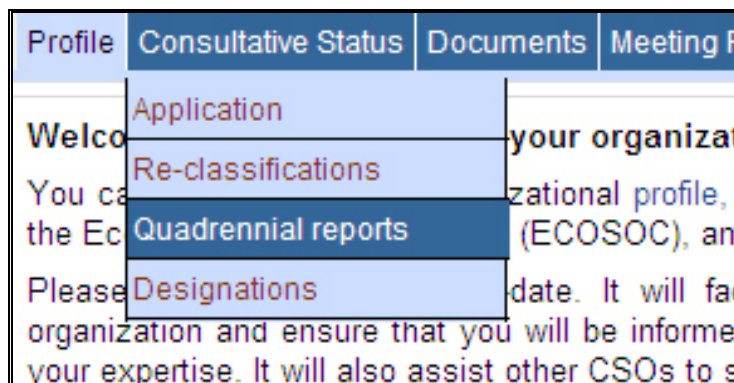 Profile Consultative Status Documents Meeting
Application
Welco your organizat
Re-classifications
You ca zational profile,
Quadrennial reports
the Ec (ECOSOC), an
Designations
Please date. It will fac
organization and ensure that you will be informe
your expertise. It will also assist other CSOs to s